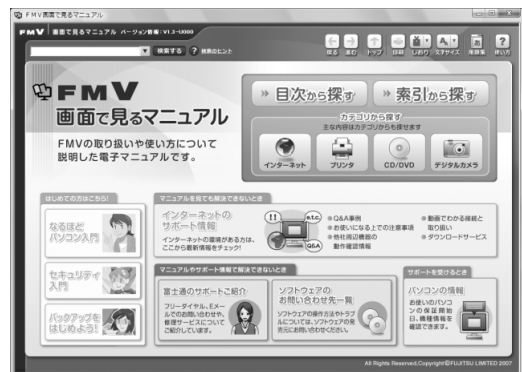 FMV画面で見るマニュアル
FMV 画面で見るマニュアル バージョン情報:V1.3-U000
検索する ? 検索のヒント
戻る 進む トップ 印刷 しおり 文字サイズ 用語集 使い方
FMV
画面で見るマニュアル
FMVの取り扱いや使い方について
説明した電子マニュアルです。
目次から探す
索引から探す
カテゴリから探す
主な内容はカテゴリからも探せます
インターネット プリンタ CD/DVD デジタルカメラ
はじめての方はこちら!
なるほど
パソコン入門
セキュリティ
入門
バックアップを
はじめよう!
マニュアルを見ても解決できないとき
インターネットの
サポート情報
インターネットの環境がある方は、
ここから最新情報をチェック!
!! e.t.c. Q&A
●Q&A事例
●お使いになる上での注意事項
●他社周辺機器の
動作確認情報
●動画でわかる接続と
取り扱い
●ダウンロードサービス
マニュアルやサポート情報で解決できないとき
富士通のサポートご紹介
フリーダイヤル、Eメー
ルでのお問い合わせや、
修理サービスについて
ご紹介しています。
ソフトウェアの
お問い合わせ先一覧
ソフトウェアの操作方法やトラブ
ルについては、ソフトウェアの発
売元にお問い合わせください。
サポートを受けるとき
パソコンの情報
お使いのパソコ
ンの保証開始
日、機種情報を
確認できます。
All Rights Reserved,Copyright©FUJITSU LIMITED 2007